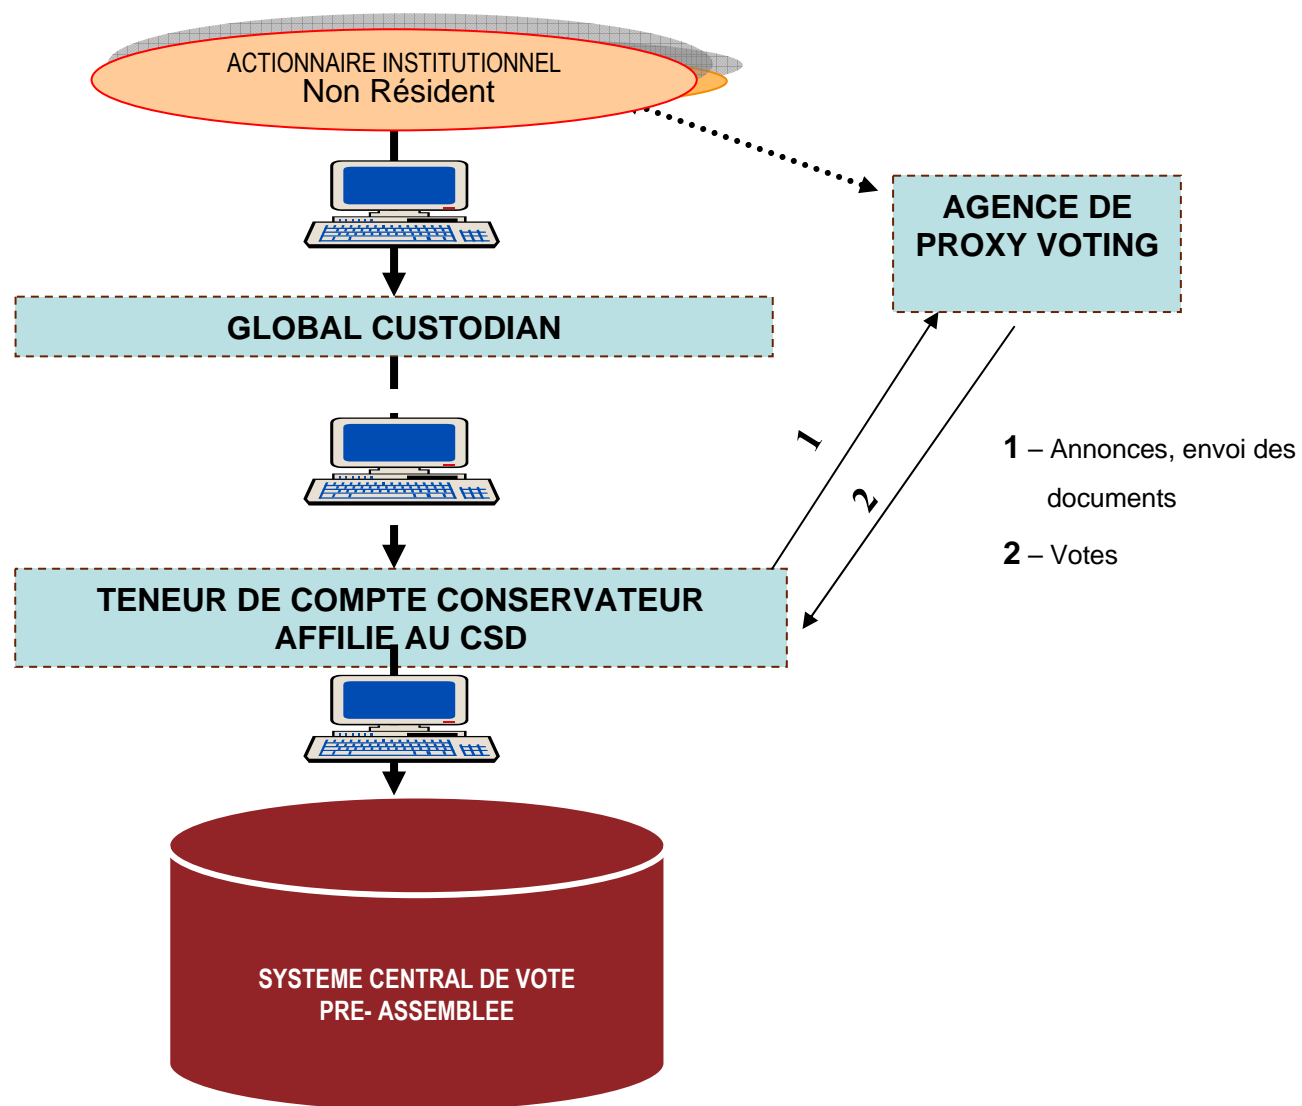 ACTIONNAIRE INSTITUTIONNEL
Non Résident
AGENCE DE
PROXY VOTING
GLOBAL CUSTODIAN
1
2
1 – Annonces, envoi des
documents
2 – Votes
TENEUR DE COMPTE CONSERVATEUR
AFFILIE AU CSD
SYSTEME CENTRAL DE VOTE
PRE- ASSEMBLEE